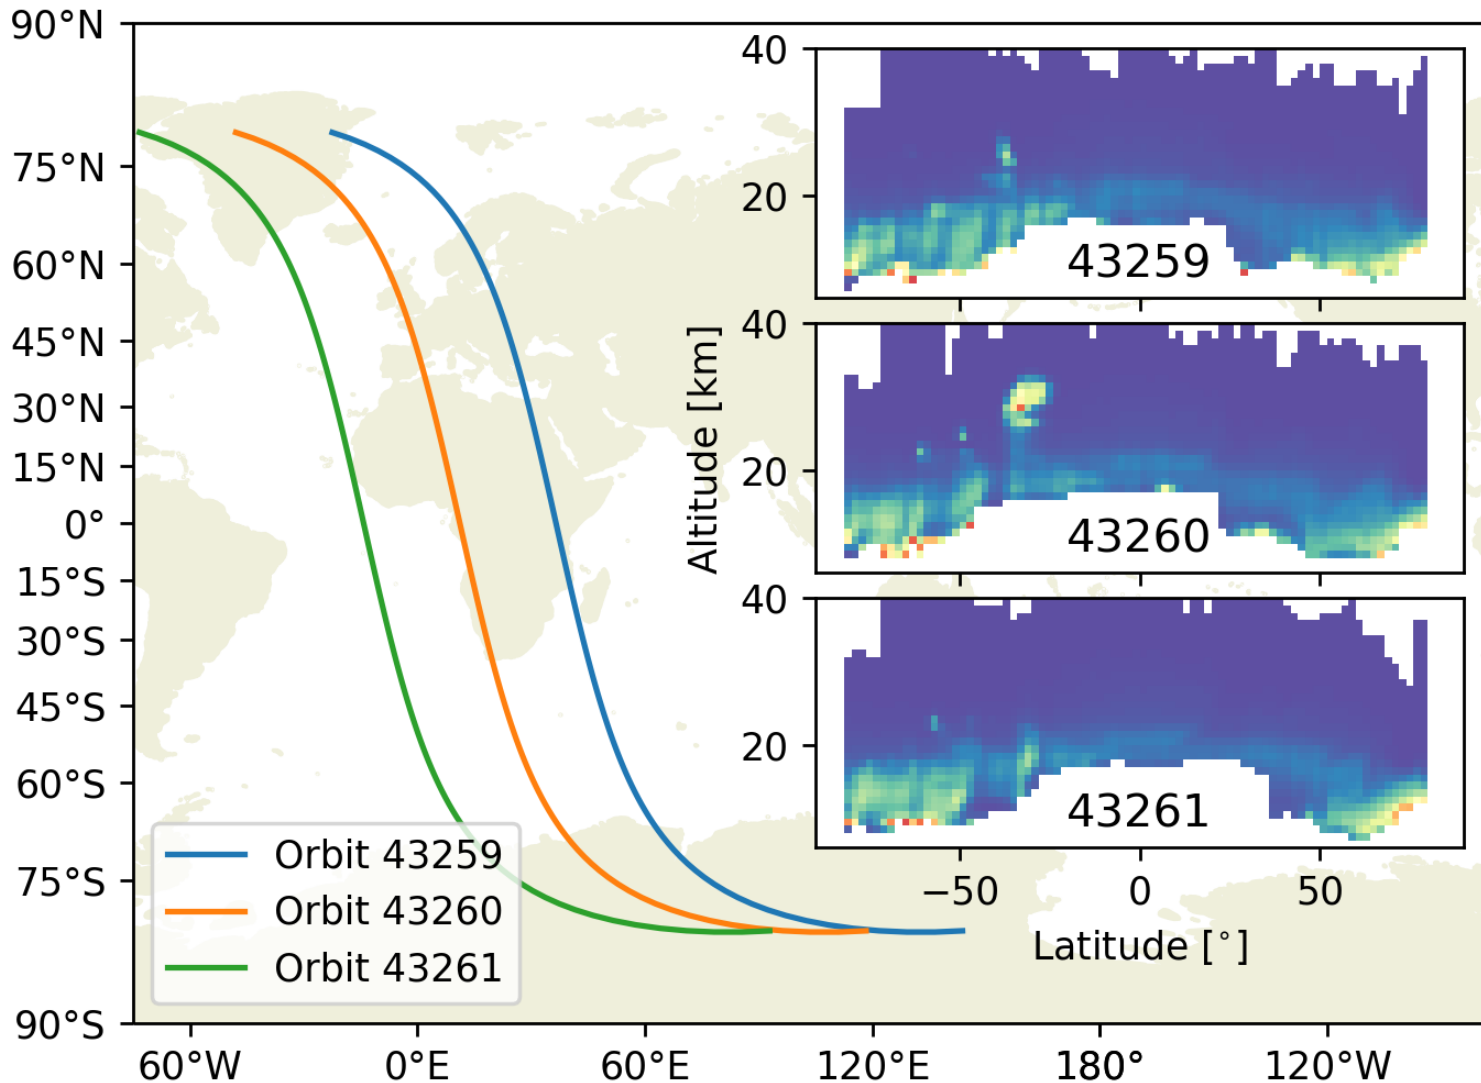 90°N
75°N
60°N
45°N
30°N
15°N
0°
15°S
30°S
45°S
60°S
75°S
90°S
60°W
0°E
60°E
120°E
180°
120°W
Orbit 43259
Orbit 43260
Orbit 43261
Altitude [km]
40
20
43259
40
20
43260
40
20
43261
−50
0
50
Latitude [°]